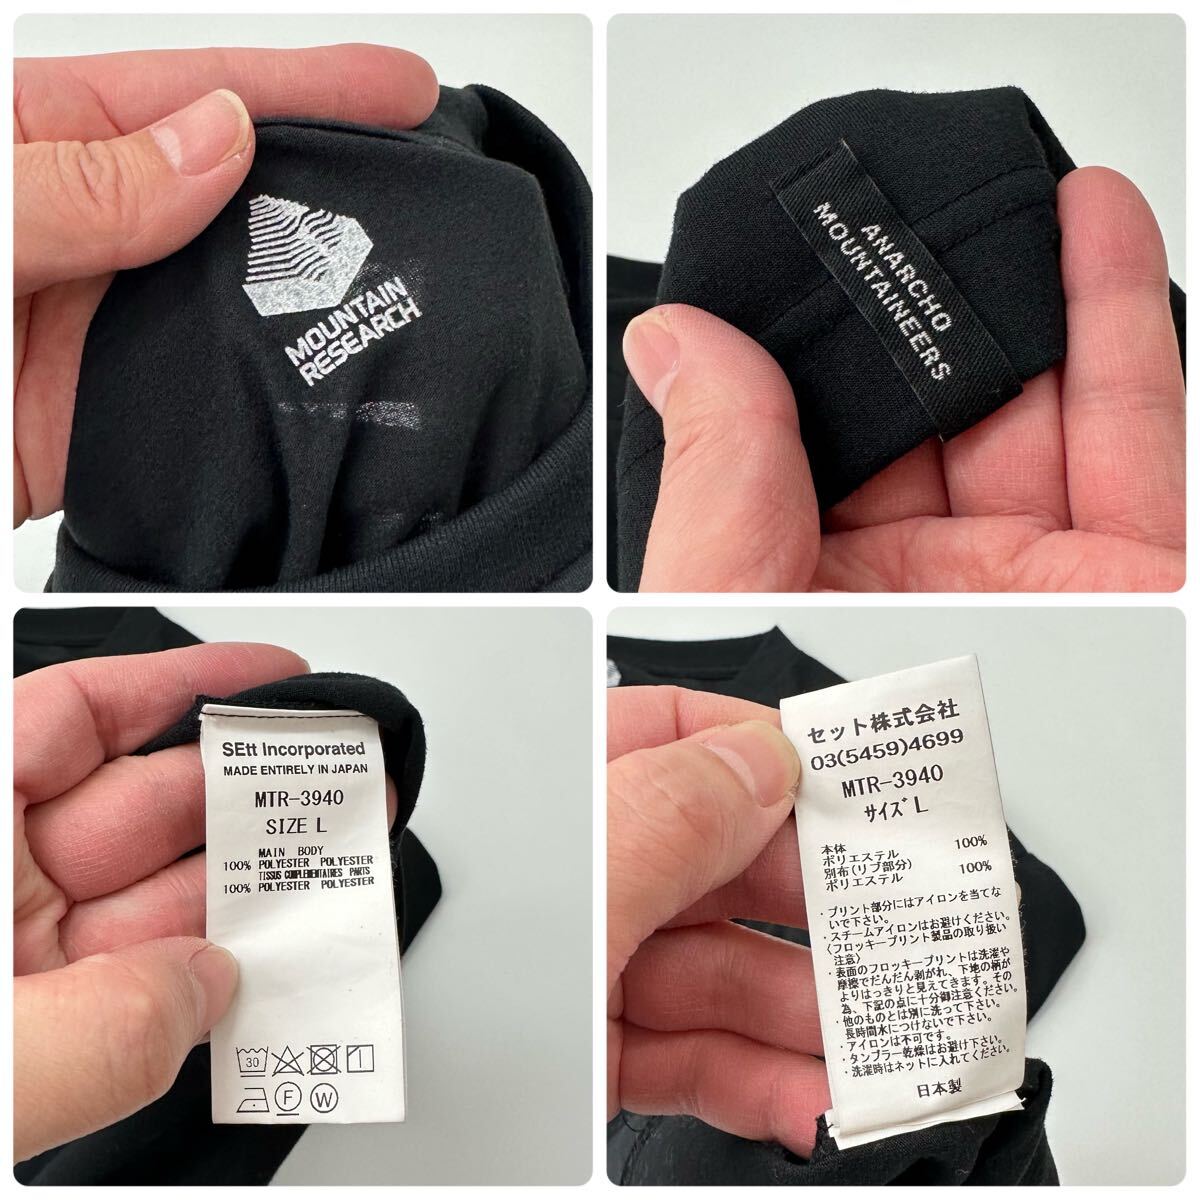 MOUNTAIN
RESEARCH
ANARCHO
MOUNTAINEERS
SEtt Incorporated
MADE ENTIRELY IN JAPAN
MTR-3940
SIZE L
MAIN BODY
100% POLYESTER POLYESTER
TISSUS COMPLEMENTAIRES PARTS
100% POLYESTER POLYESTER
30
F W
セット株式会社
03(5459)4699
MTR-3940
サイズ L
本体
ポリエステル 100%
別布(リブ部分)
ポリエステル 100%
・プリント部分にはアイロンを当てな
いで下さい。
・スチームアイロンはお避けください。
〈フロッキープリント製品の取り扱い
注意〉
・表面のフロッキープリントは洗濯や
摩擦でだんだん剥がれ、下地の柄が
よりはっきりと見えてきます。その
為、下記の点に十分御注意ください。
・他のものとは別に洗って下さい。
長時間水につけないで下さい。
・アイロンは不可です。
・タンブラー乾燥はお避け下さい。
・洗濯時はネットに入れてください。
日本製